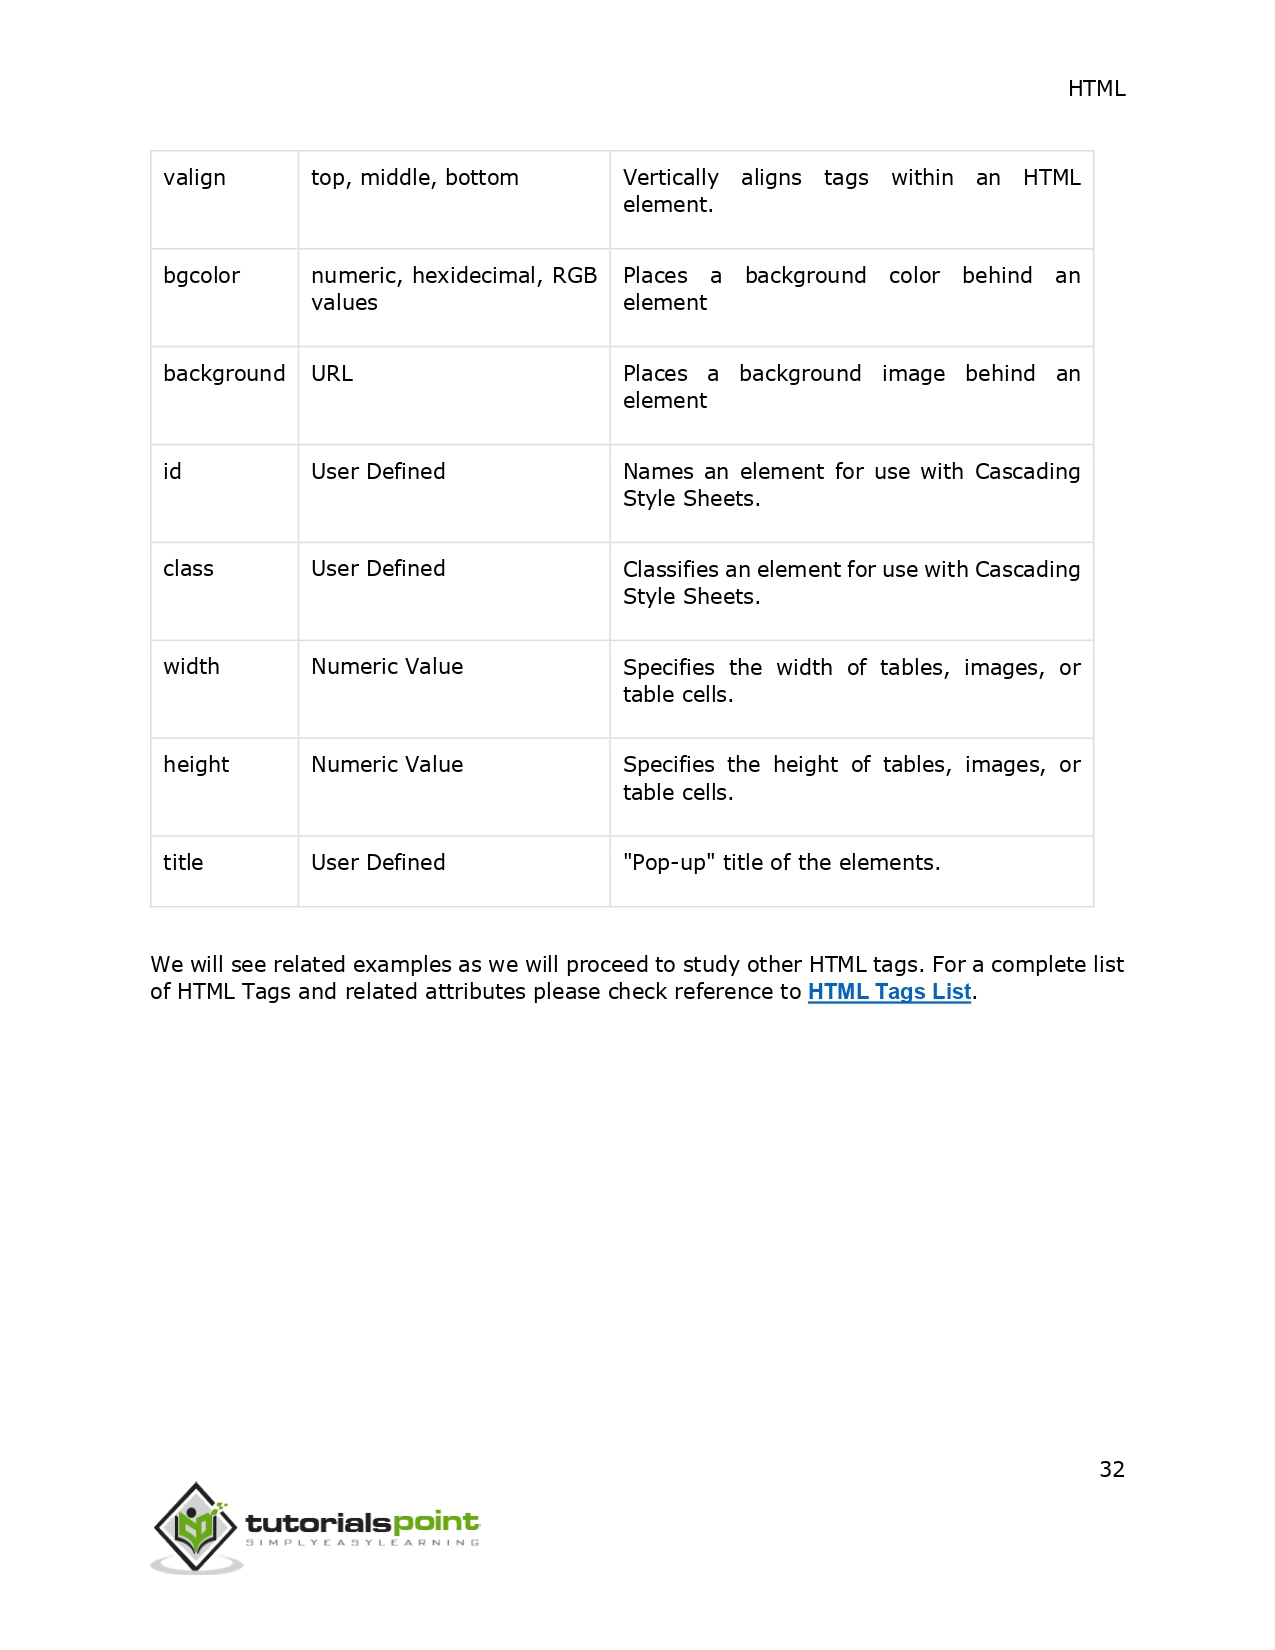 HTML
valign top, middle, bottom Vertically aligns tags within an HTML
element.
bgcolor numeric, hexidecimal, RGB Places a background color behind an
values element
background URL Places a background image behind an
element
id User Defined Names an element for use with Cascading
Style Sheets.
class User Defined Classifies an element for use with Cascading
Style Sheets.
width Numeric Value Specifies the width of tables, images, or
table cells.
height Numeric Value Specifies the height of tables, images, or
table cells.
title User Defined "Pop-up" title of the elements.
We will see related examples as we will proceed to study other HTML tags. For a complete list
of HTML Tags and related attributes please check reference to HTML Tags List.
32
tutorialspoint
SIMPLYEASYLEARNING